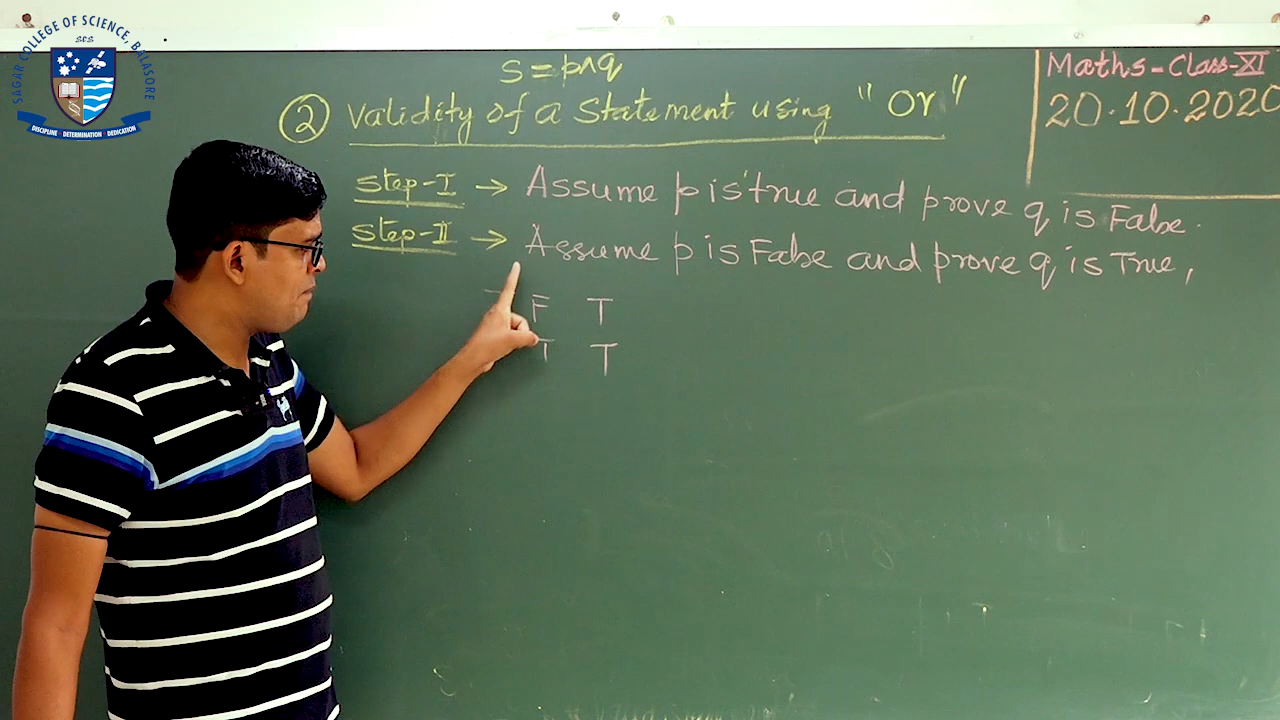 SAGAR COLLEGE OF SCIENCE, BALASORE
SCS
DISCIPLINE - DETERMINATION - DEDICATION
S = p∧q
Maths - Class-XI
20.10.2020
② Validity of a Statement using "Or"
Step-I → Assume p is true and prove q is False.
Step-II → Assume p is False and prove q is True,
F T
T T